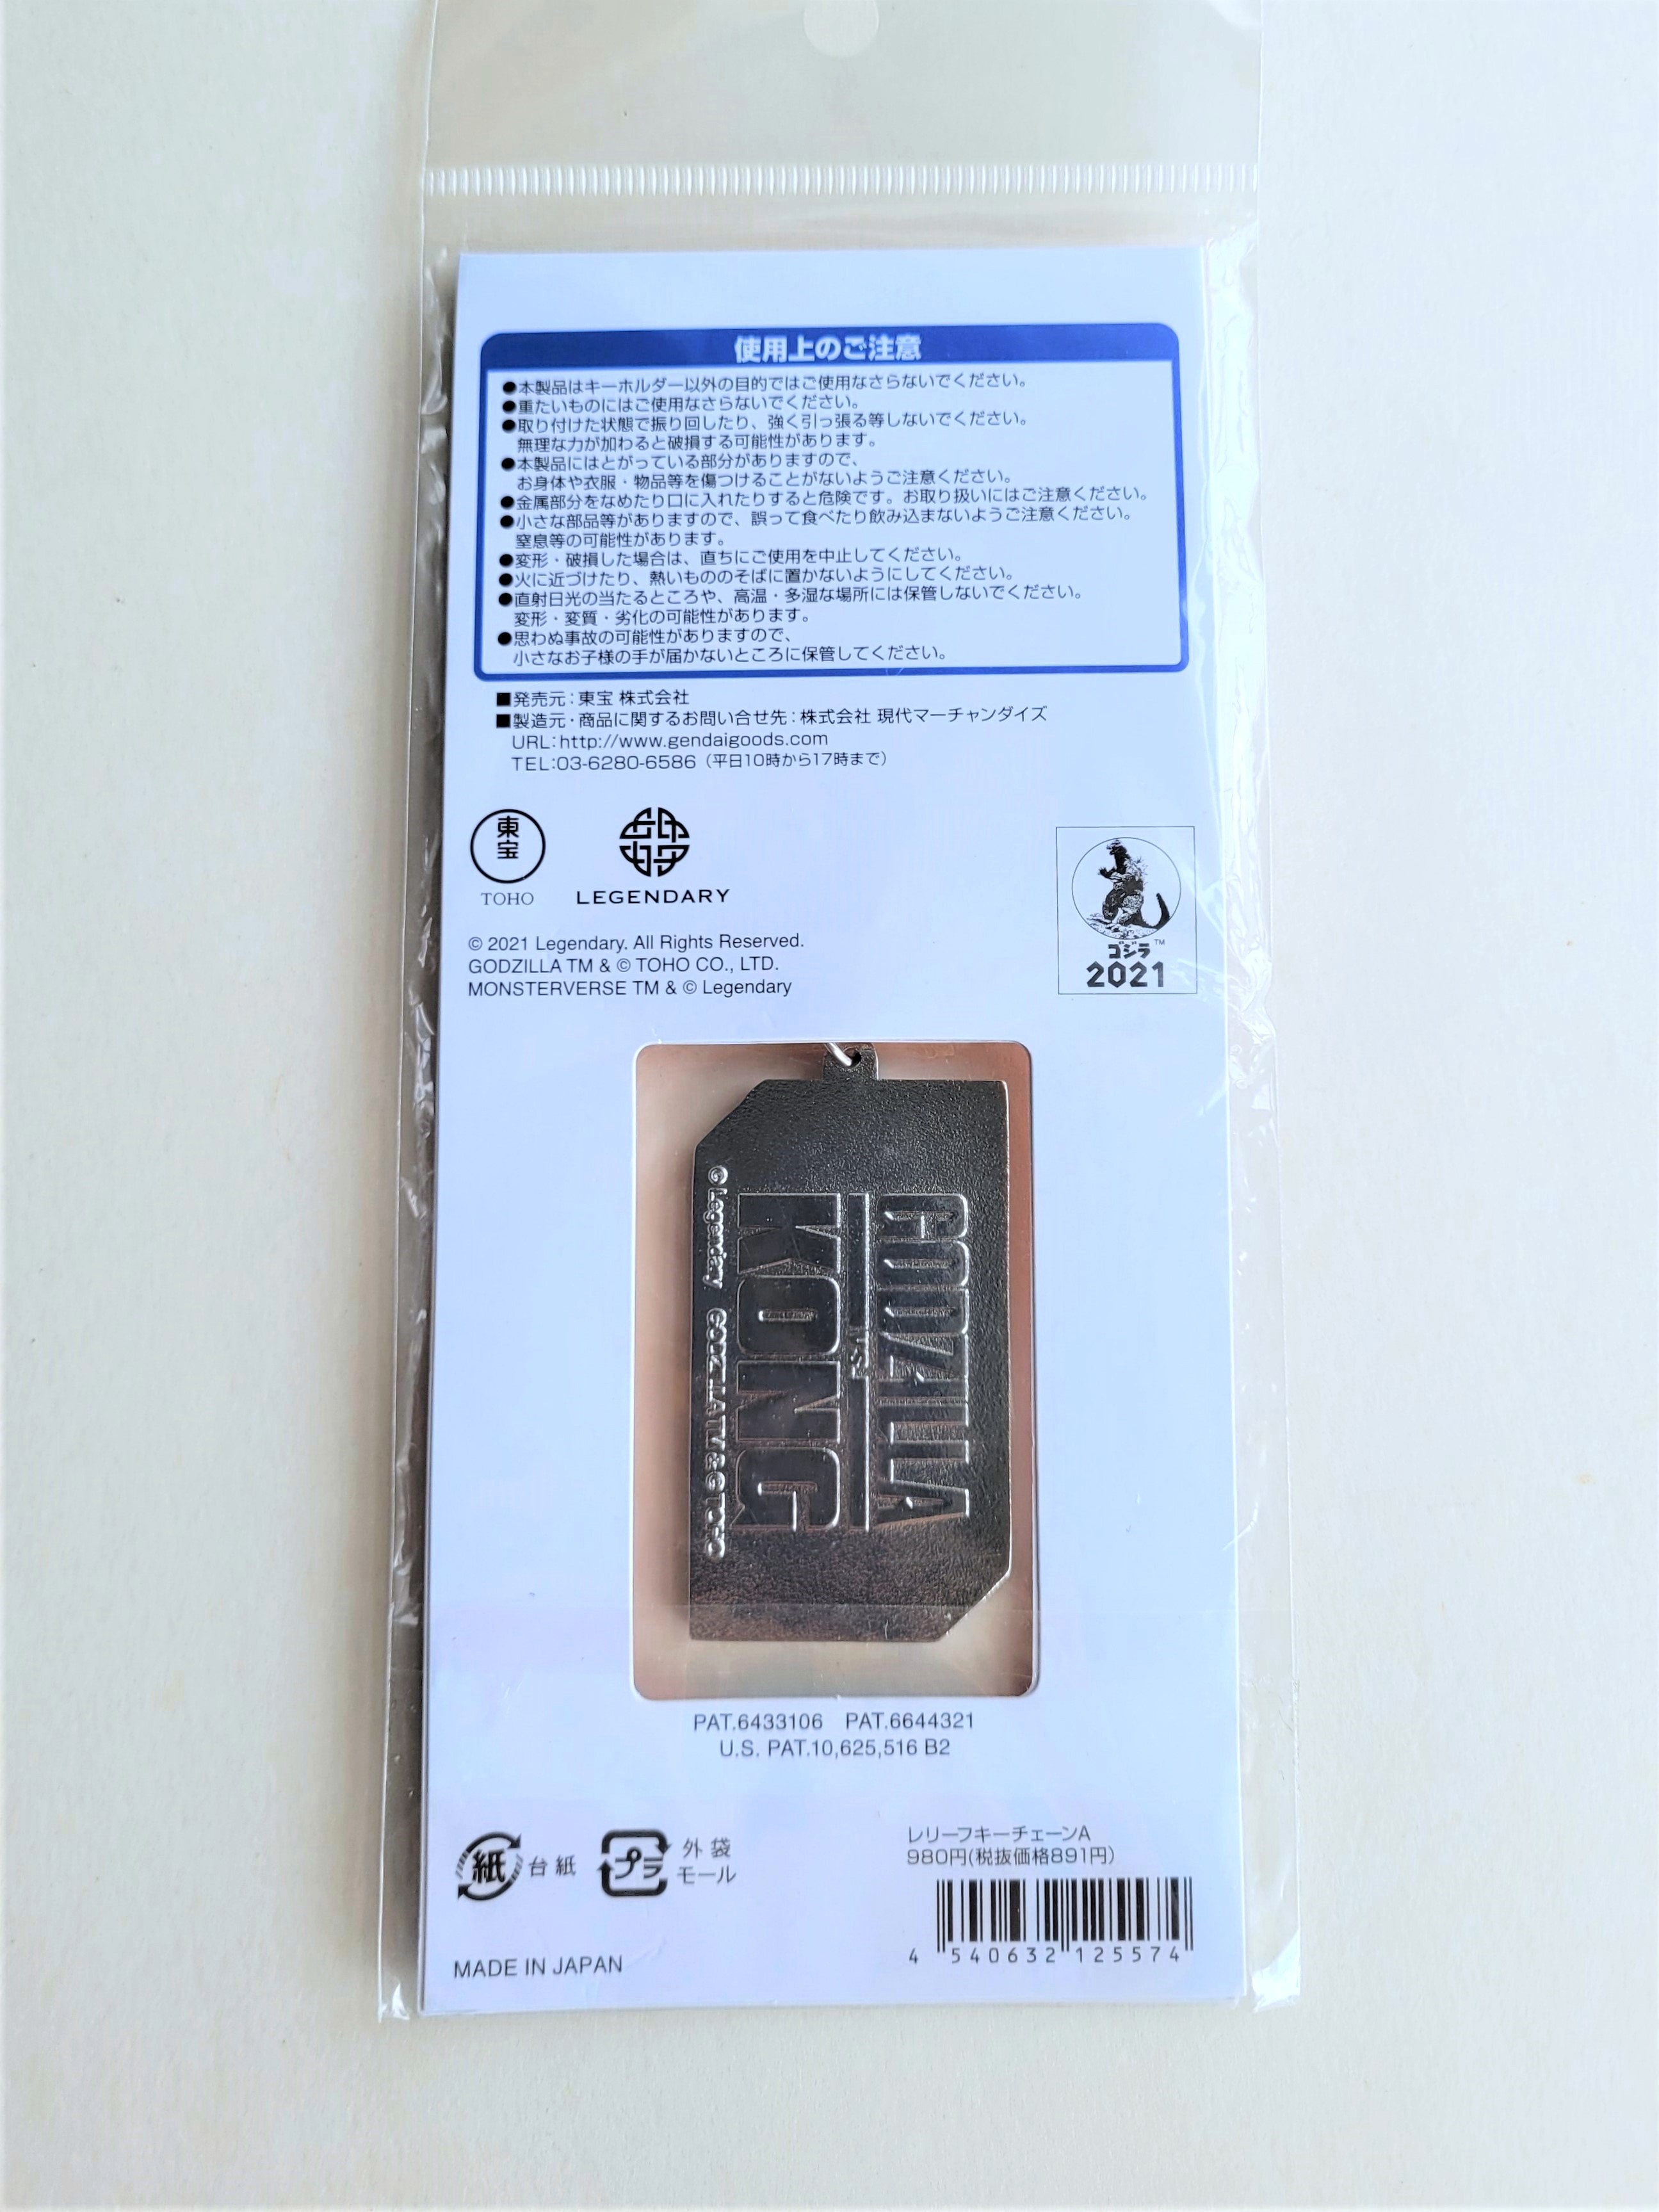 使用上のご注意
●本製品はキーホルダー以外の目的ではご使用なさらないでください。
●重たいものにはご使用なさらないでください。
●取り付けた状態で振り回したり、強く引っ張る等しないでください。
無理な力が加わると破損する可能性があります。
●本製品にはとがっている部分がありますので、
お身体や衣服・物品等を傷つけることがないようご注意ください。
●金属部分をなめたり口に入れたりすると危険です。お取り扱いにはご注意ください。
●小さな部品等がありますので、誤って食べたり飲み込まないようご注意ください。
窒息等の可能性があります。
●変形・破損した場合は、直ちにご使用を中止してください。
●火に近づけたり、熱いもののそばに置かないようにしてください。
●直射日光の当たるところや、高温・多湿な場所には保管しないでください。
変形・変質・劣化の可能性があります。
●思わぬ事故の可能性がありますので、
小さなお子様の手が届かないところに保管してください。
■発売元：東宝 株式会社
■製造元・商品に関するお問い合せ先：株式会社 現代マーチャンダイズ
URL：http://www.gendaigoods.com
TEL：03-6280-6586（平日10時から17時まで）
東宝
TOHO
LEGENDARY
ゴジラ™
2021
© 2021 Legendary. All Rights Reserved.
GODZILLA TM & © TOHO CO., LTD.
MONSTERVERSE TM & © Legendary
GODZILLA
VS
KONG
© Legendary GODZILLA TM & © TOHO
PAT.6433106 PAT.6644321
U.S. PAT.10,625,516 B2
紙 台紙
プラ 外袋
モール
レリーフキーチェーンA
980円(税抜価格891円)
4 540632 125574
MADE IN JAPAN